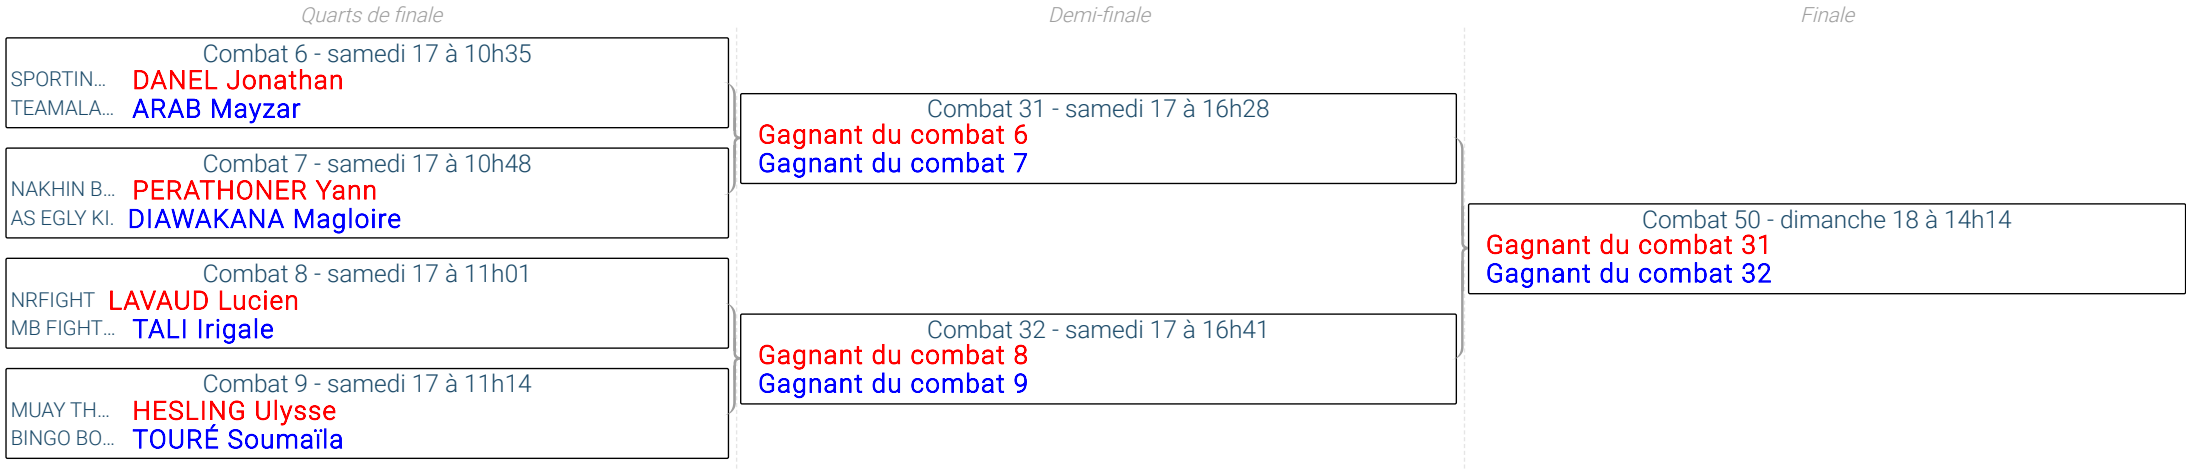 Quarts de finale
Demi-finale
Finale
Combat 6 - samedi 17 à 10h35
SPORTIN... DANEL Jonathan
TEAMALA... ARAB Mayzar
Combat 7 - samedi 17 à 10h48
NAKHIN B... PERATHONER Yann
AS EGLY KI. DIAWAKANA Magloire
Combat 8 - samedi 17 à 11h01
NRFIGHT LAVAUD Lucien
MB FIGHT... TALI Irigale
Combat 9 - samedi 17 à 11h14
MUAY TH... HESLING Ulysse
BINGO BO... TOURÉ Soumaïla
Combat 31 - samedi 17 à 16h28
Gagnant du combat 6
Gagnant du combat 7
Combat 32 - samedi 17 à 16h41
Gagnant du combat 8
Gagnant du combat 9
Combat 50 - dimanche 18 à 14h14
Gagnant du combat 31
Gagnant du combat 32